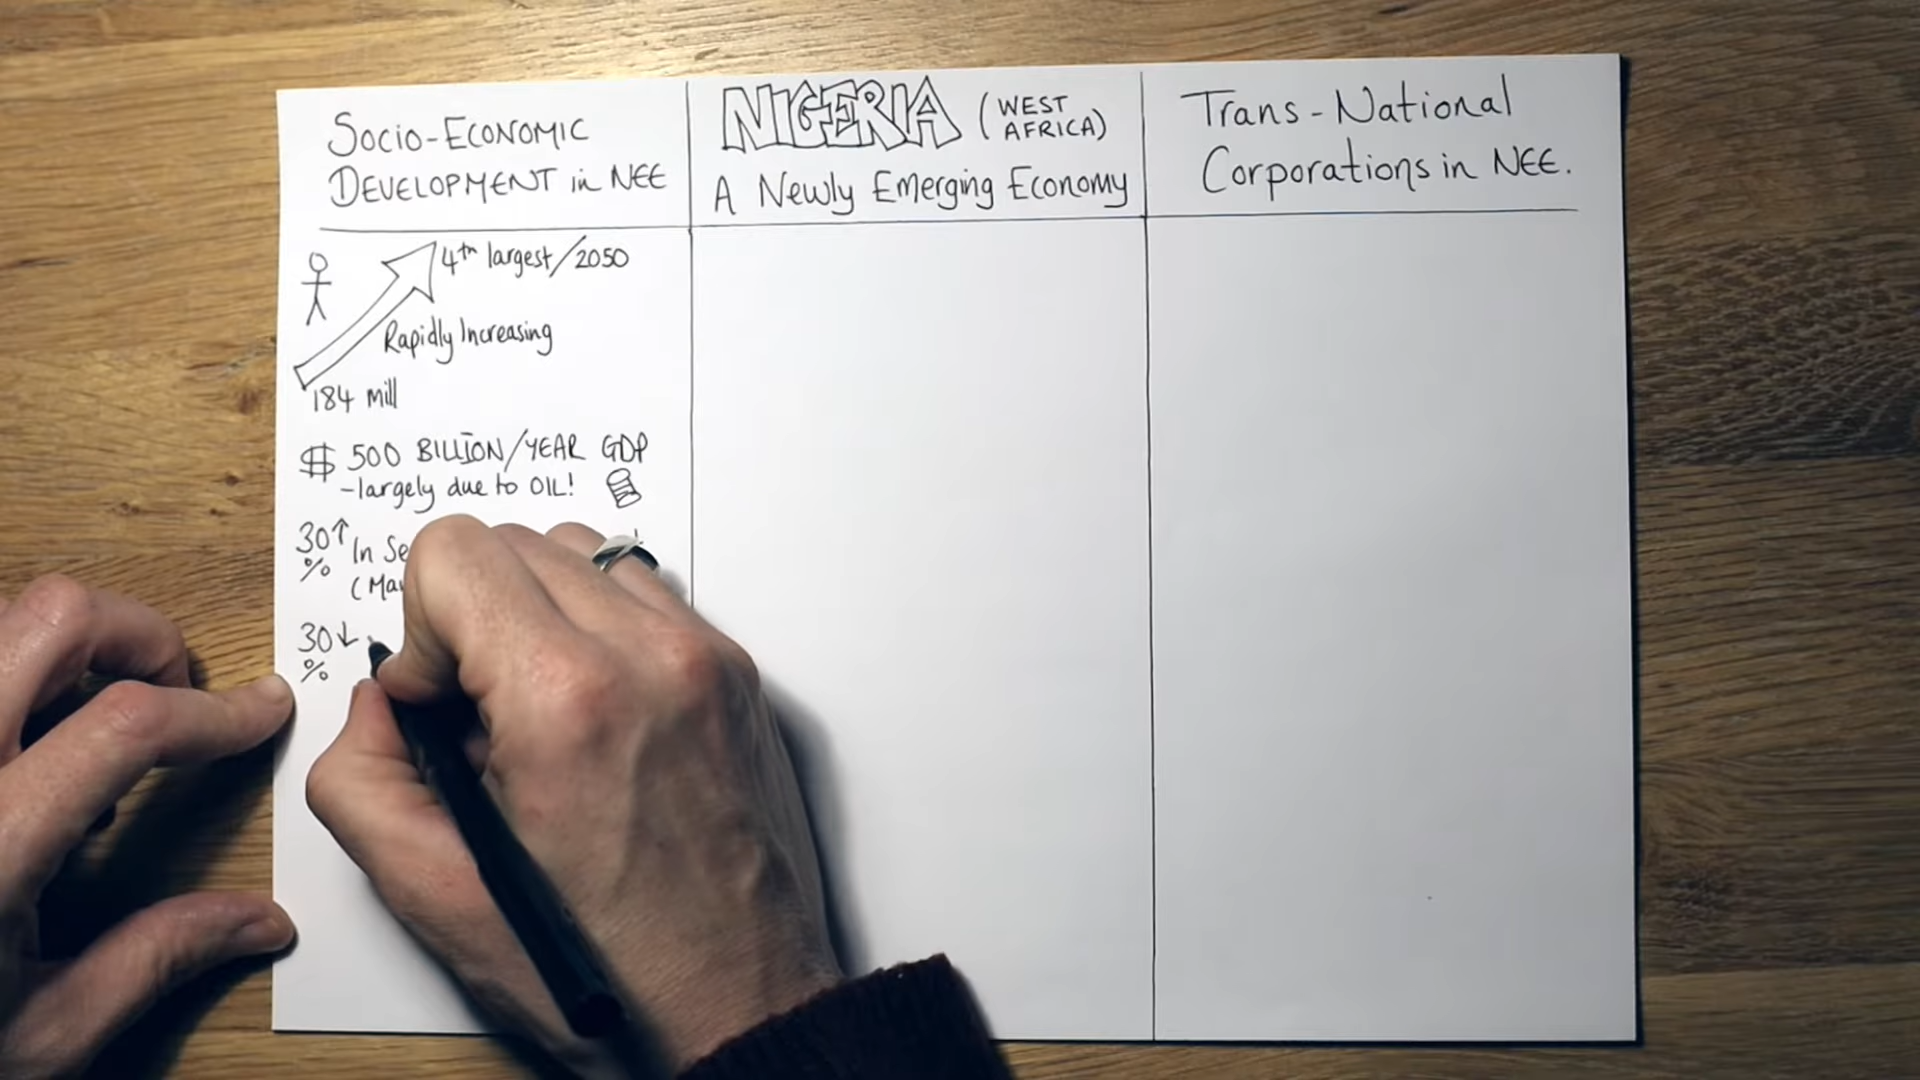 Socio-Economic
Development in NEE
NIGERIA (WEST
AFRICA)
A Newly Emerging Economy
Trans-National
Corporations in NEE.
4th largest/2050
Rapidly Increasing
184 mill
$ 500 BILLION/YEAR GDP
-largely due to OIL!
30↑
% In
30↓
%